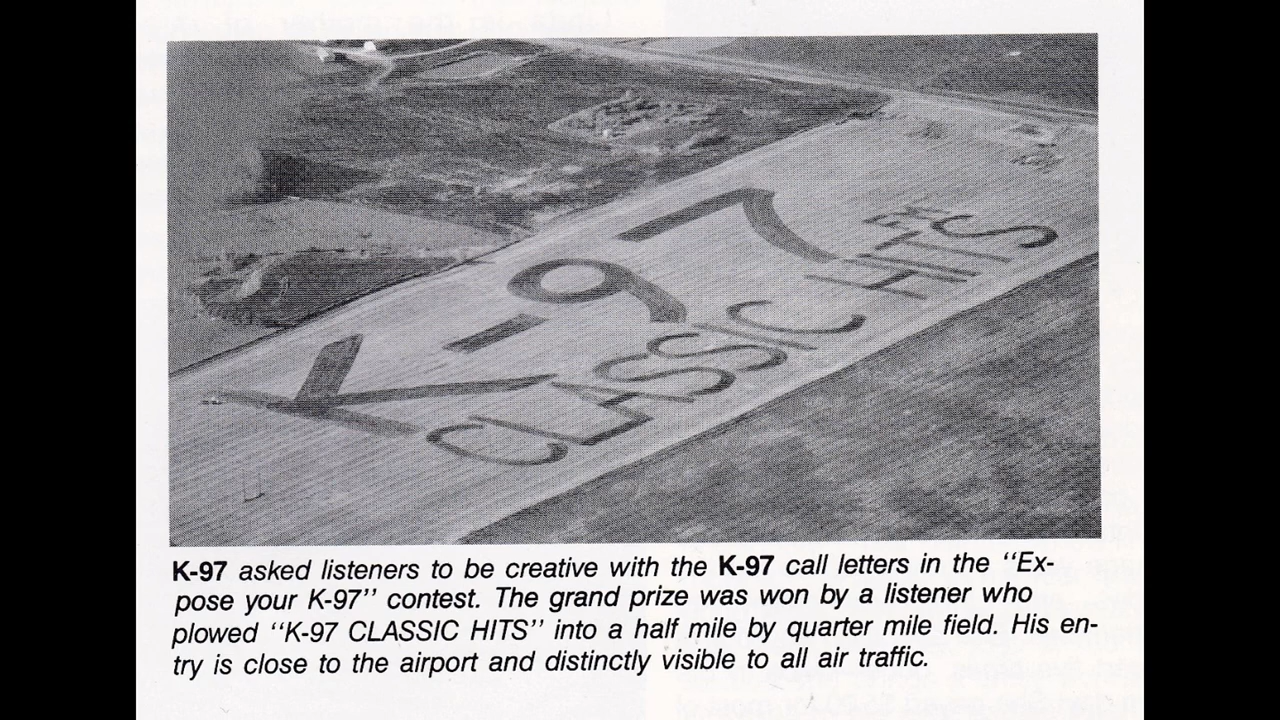 K-97
CLASSIC HITS
K-97 asked listeners to be creative with the K-97 call letters in the "Ex-
pose your K-97" contest. The grand prize was won by a listener who
plowed "K-97 CLASSIC HITS" into a half mile by quarter mile field. His en-
try is close to the airport and distinctly visible to all air traffic.